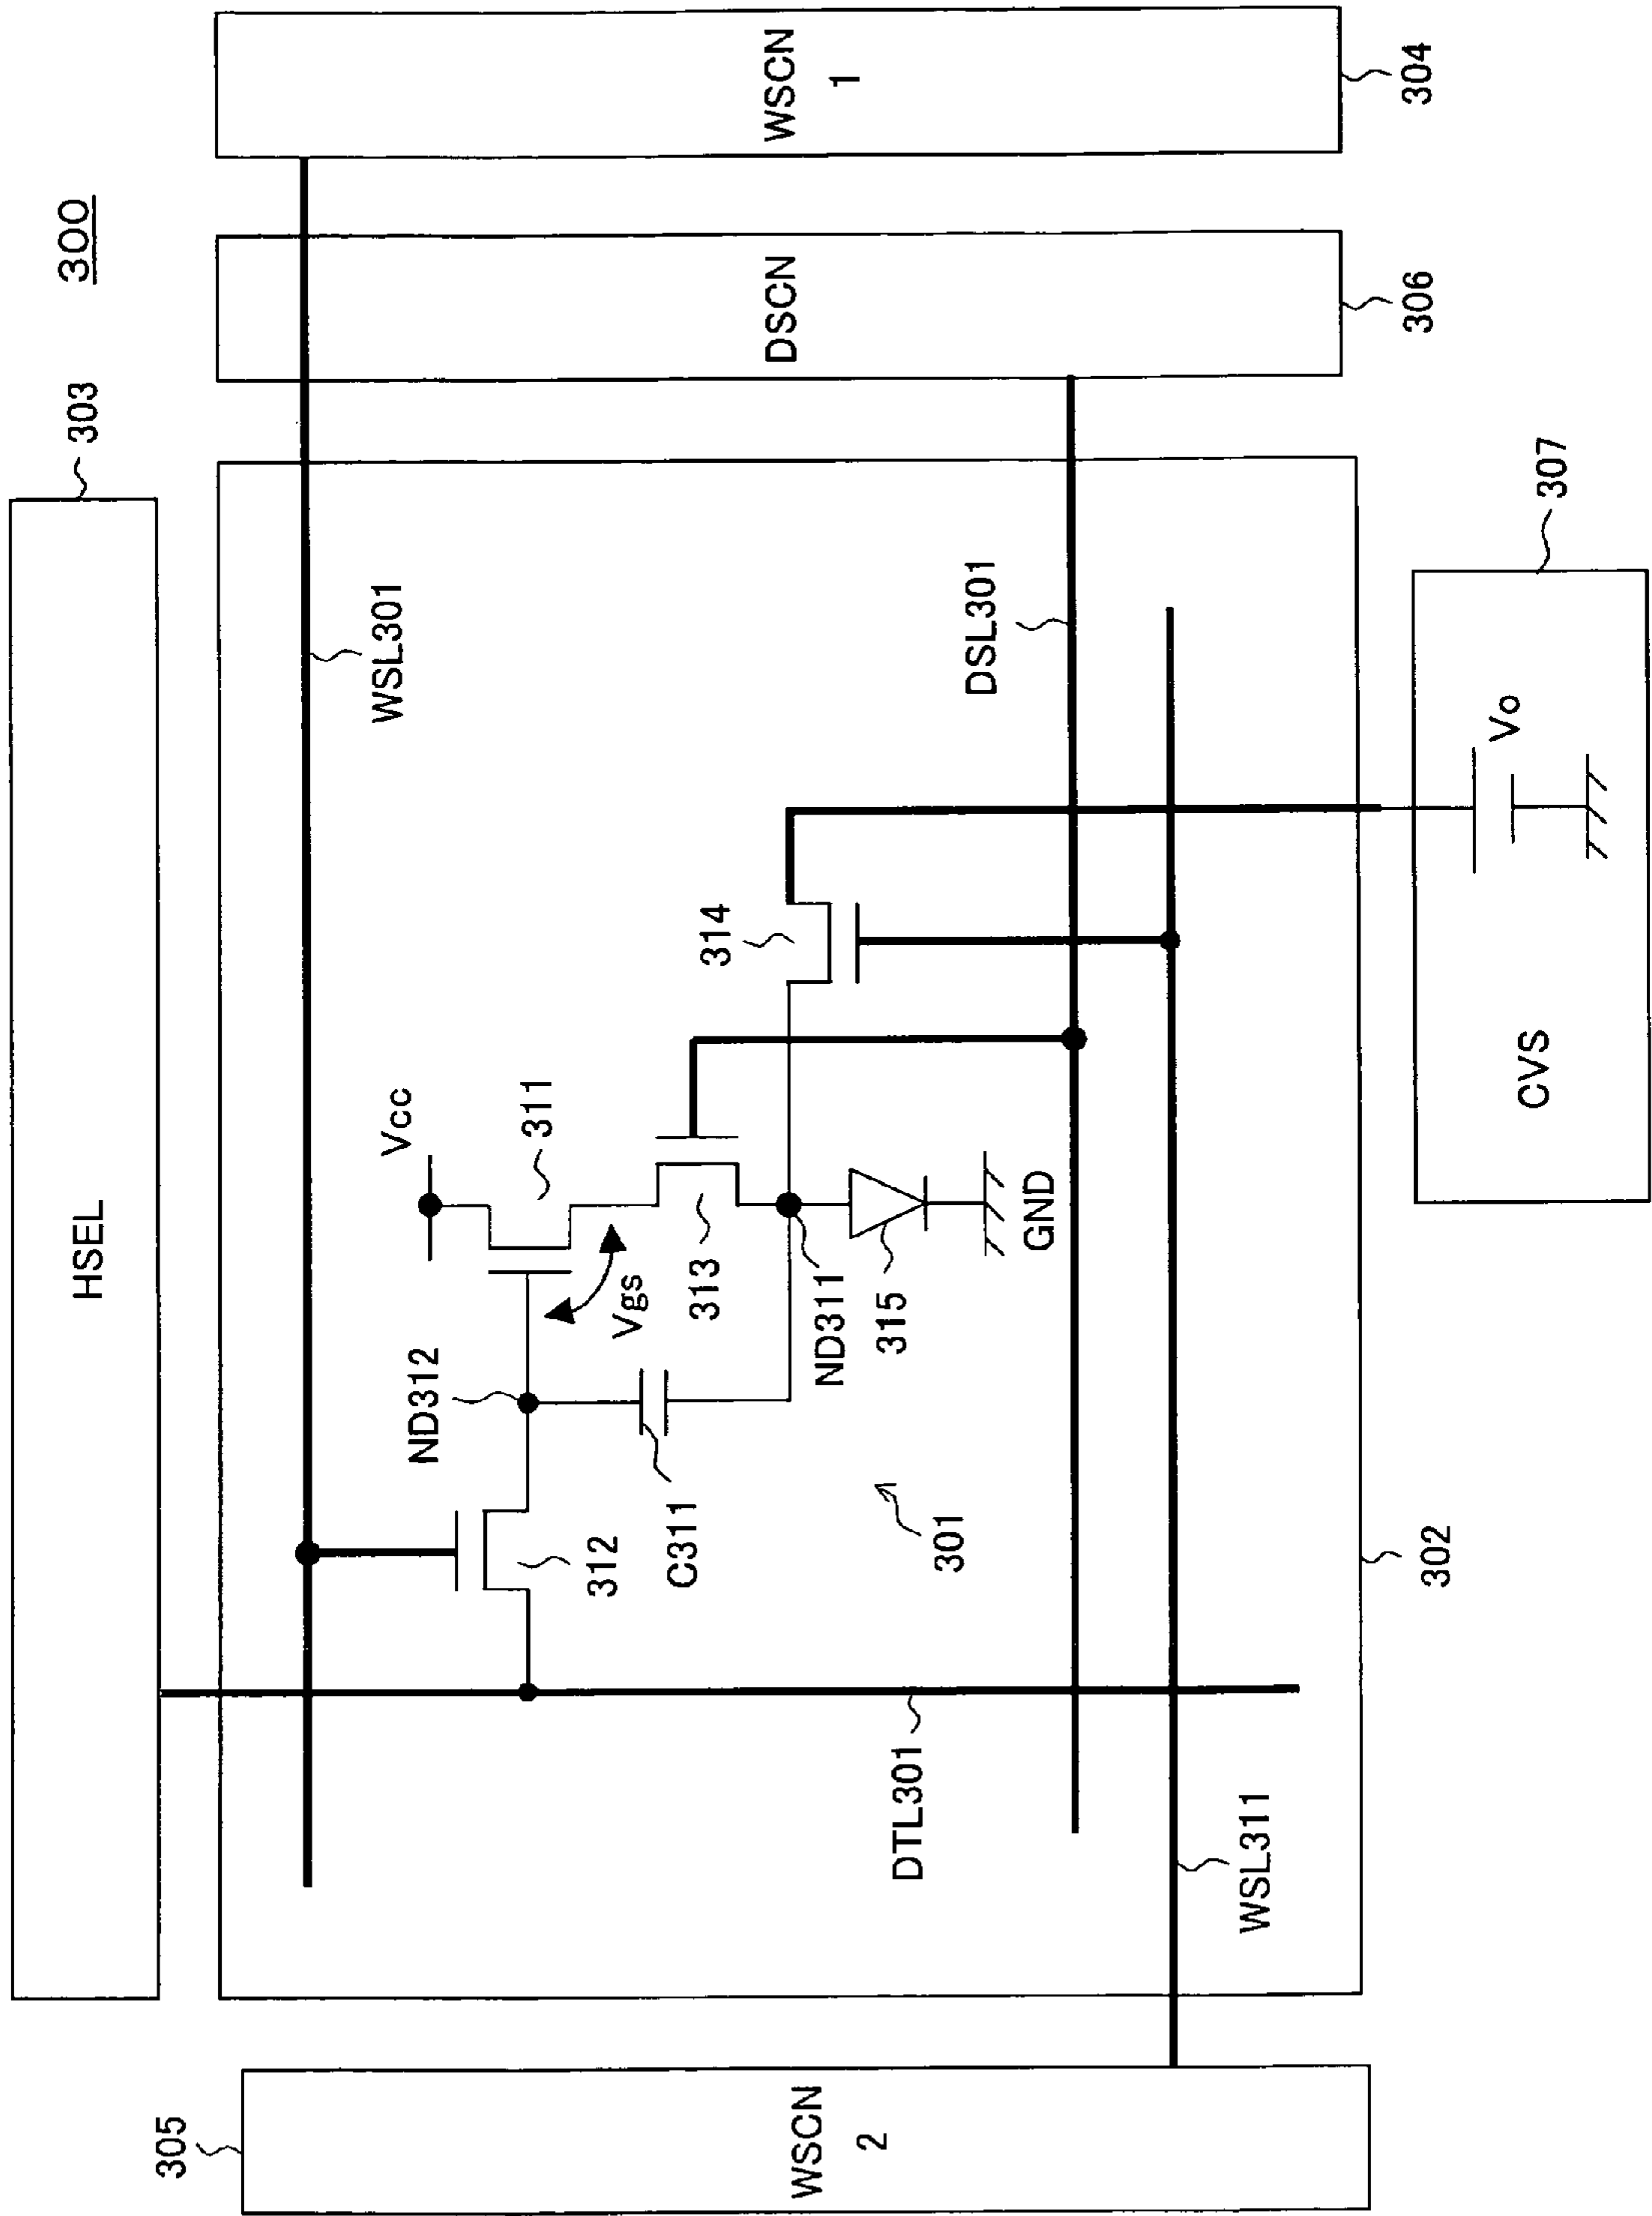 300
303
HSEL
305
WSCN
2
WSCN
1
304
DSCN
306
WSL301
Vcc
ND312
311
312
C311
Vgs
313
314
ND311
315
GND
301
DTL301
DSL301
WSL311
302
CVS
Vo
307